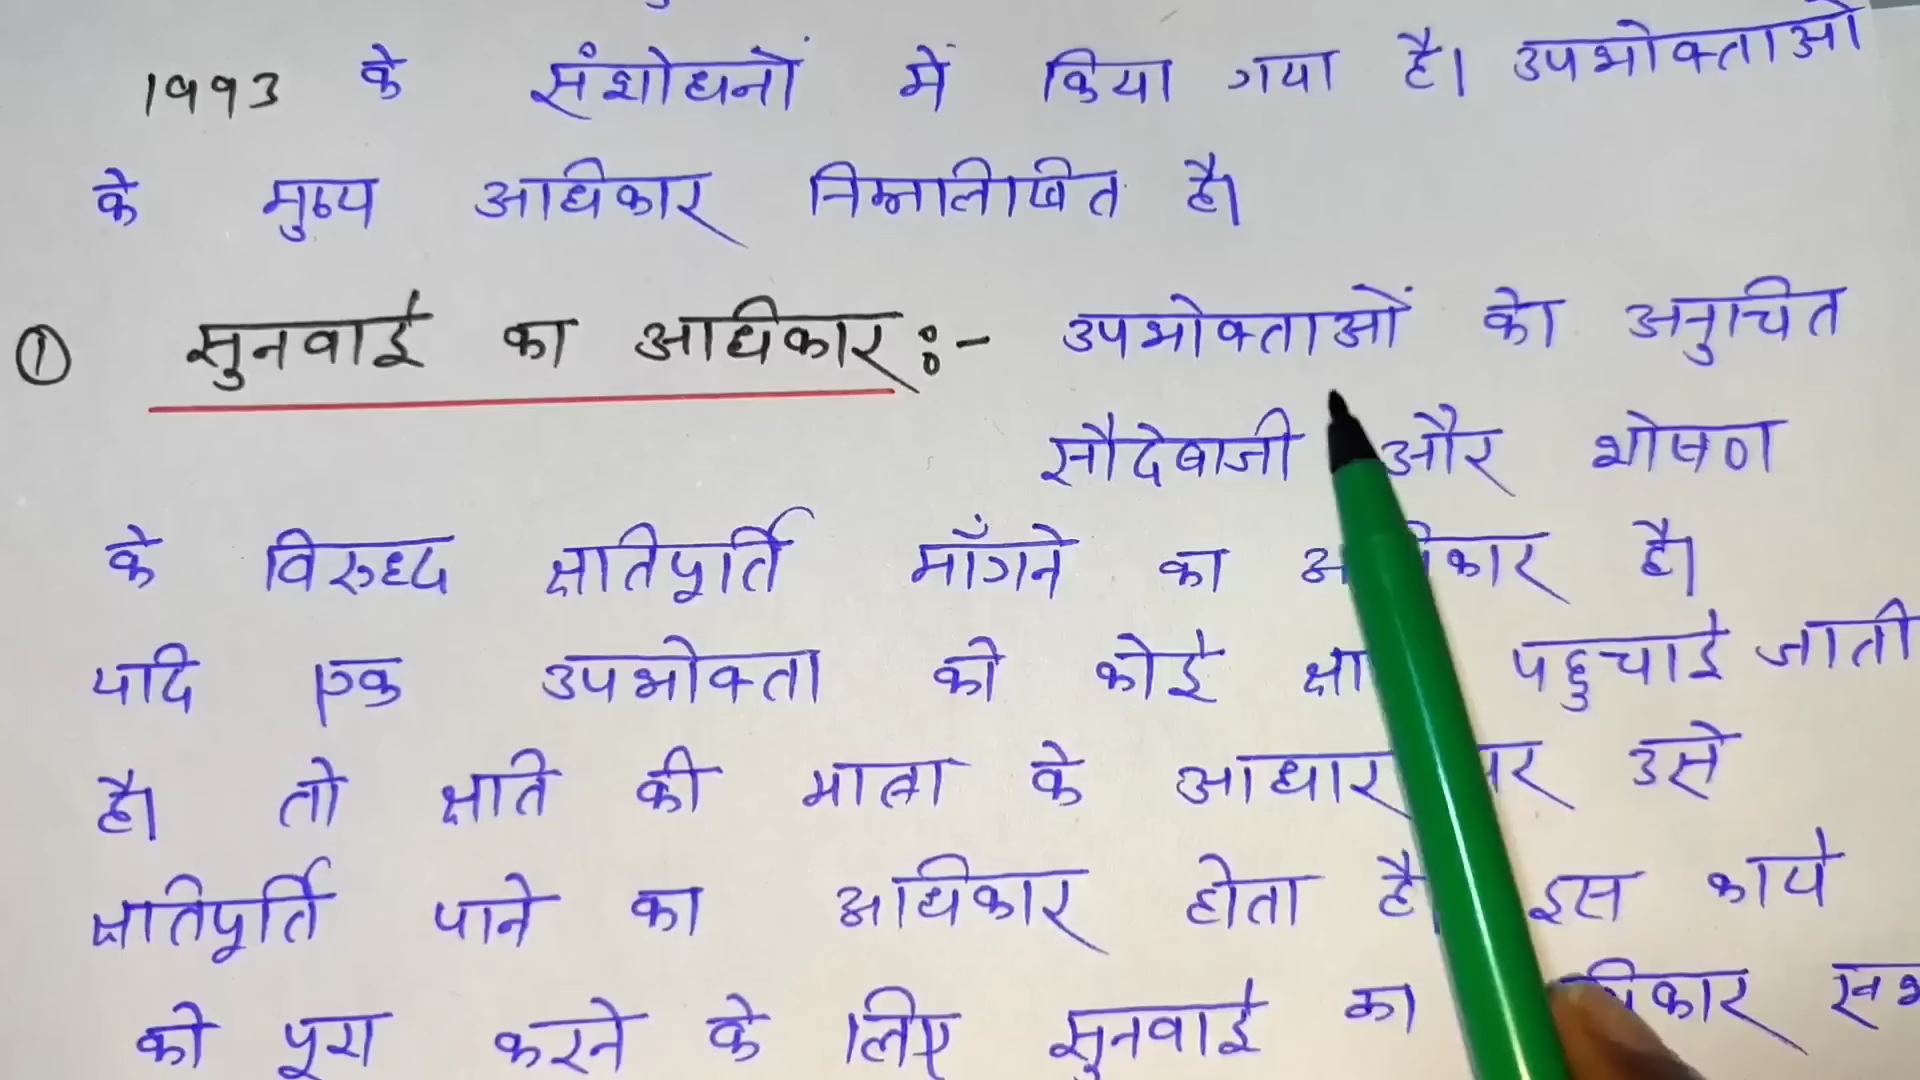 1993 के संशोधनों में किया गया है। उपभोक्ताओ
के मुख्य अधिकार निम्नलिखित है।
① सुनवाई का अधिकार :- उपभोक्ताओं को अनुचित
सौदेबाजी और शोषण
के विरुध्द क्षतिपूर्ति माँगने का है।
यदि एक उपभोक्ता को कोई पहुचाई जाती
है। तो क्षति की मात्रा के आधार पर उसे
क्षतिपूर्ति पाने का अधिकार होता है। इस कार्य
को पूरा करने के लिए सुनवाई का